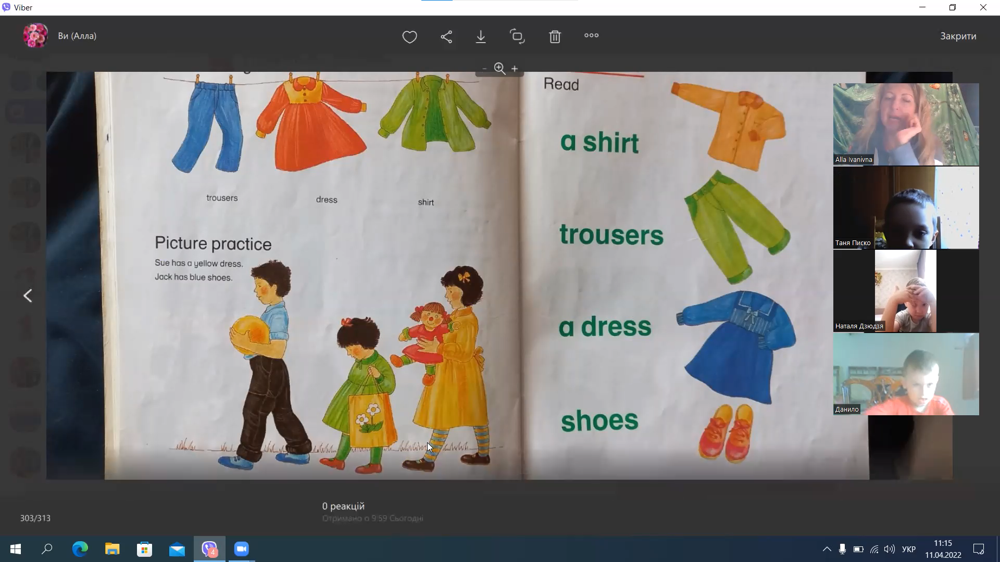 Viber
Ви (Алла)
Закрити
Read
a shirt
trousers
a dress
shoes
trousers
dress
shirt
Picture practice
Sue has a yellow dress.
Jack has blue shoes.
Alla Ivanivna
Таня Писко
Наталя Дзюдзя
Данило
0 реакцій
Отримано о 9:59 Сьогодні
303/313
4
УКР
11:15
11.04.2022